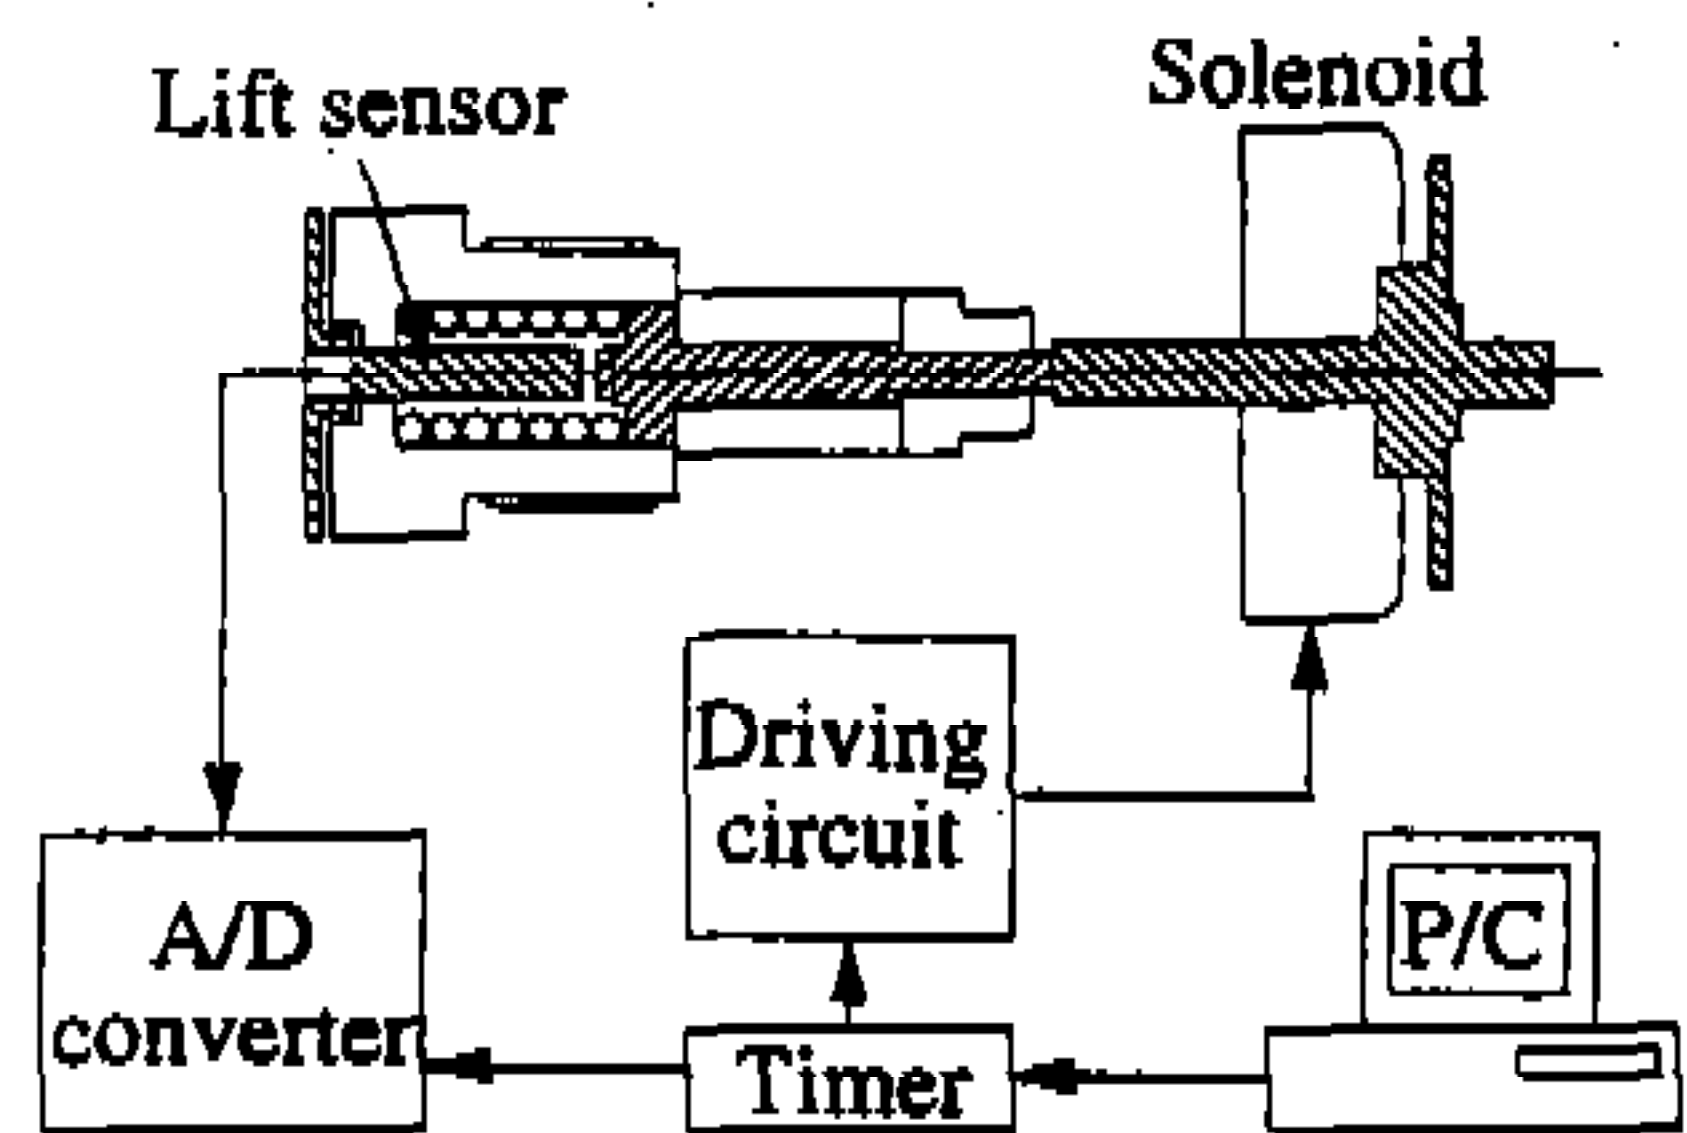 Solenoid
Lift sensor
Driving
circuit
A/D
converter
P/C
Timer